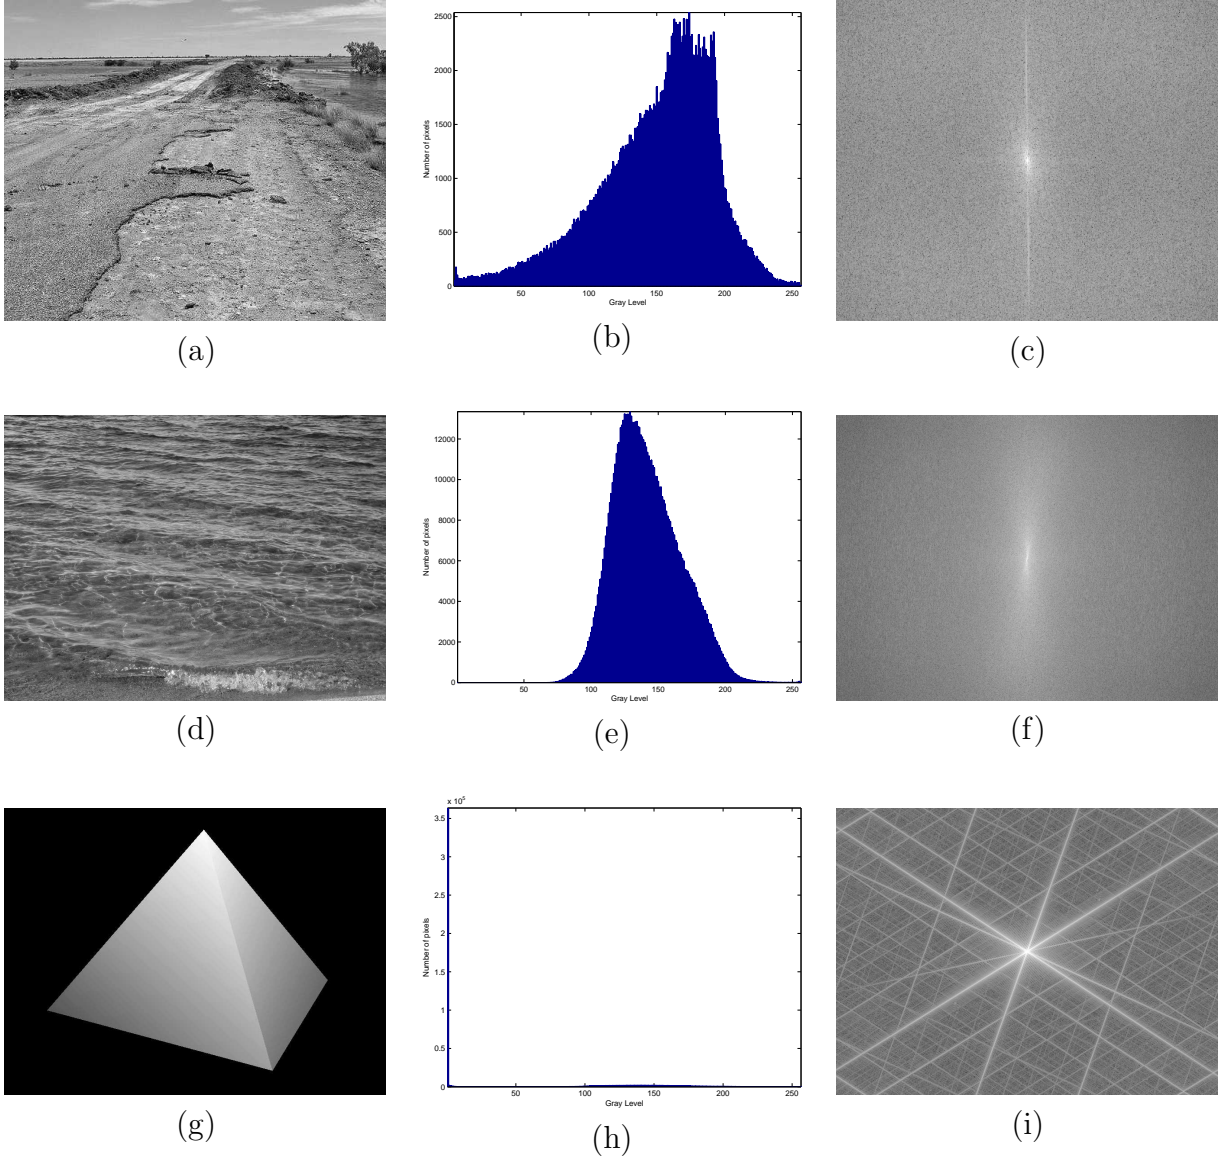 2500
2000
1500
1000
500
0
50 100 150 200 250
Number of pixels
Gray Level
(a) (b) (c)
12000
10000
8000
6000
4000
2000
0
50 100 150 200 250
Number of pixels
Gray Level
(d) (e) (f)
x 10⁵
3.5
3
2.5
2
1.5
1
0.5
0
50 100 150 200 250
Number of pixels
Gray Level
(g) (h) (i)